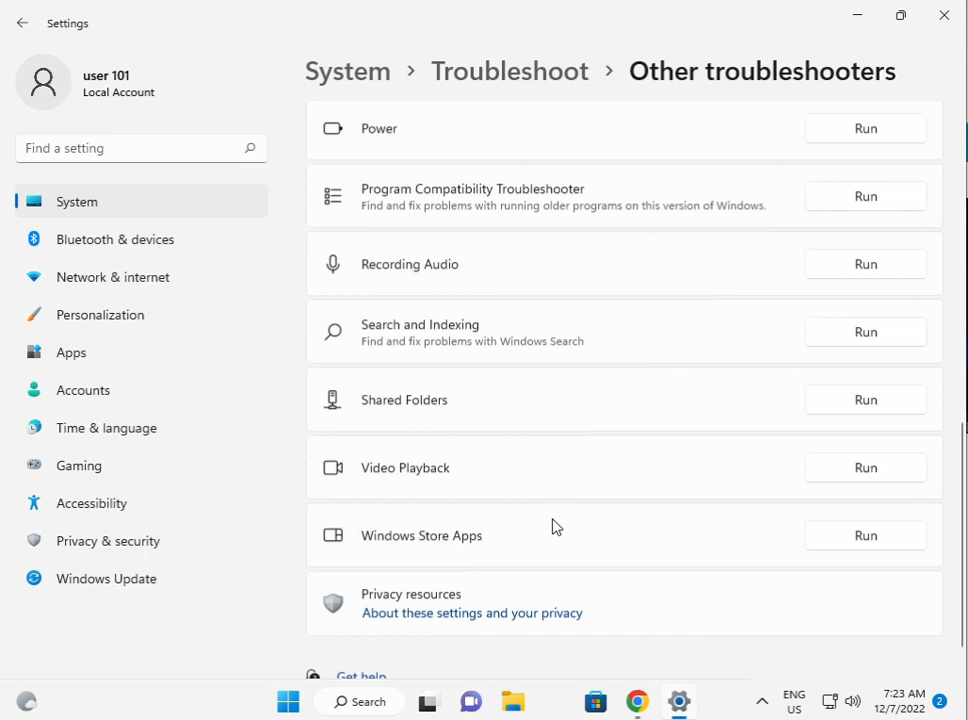 Settings
user 101
Local Account
Find a setting
System
Bluetooth & devices
Network & internet
Personalization
Apps
Accounts
Time & language
Gaming
Accessibility
Privacy & security
Windows Update
System > Troubleshoot > Other troubleshooters
Power Run
Program Compatibility Troubleshooter
Find and fix problems with running older programs on this version of Windows.
Run
Recording Audio Run
Search and Indexing
Find and fix problems with Windows Search
Run
Shared Folders Run
Video Playback Run
Windows Store Apps Run
Privacy resources
About these settings and your privacy
Get help
Search
ENG
US
7:23 AM
12/7/2022
2